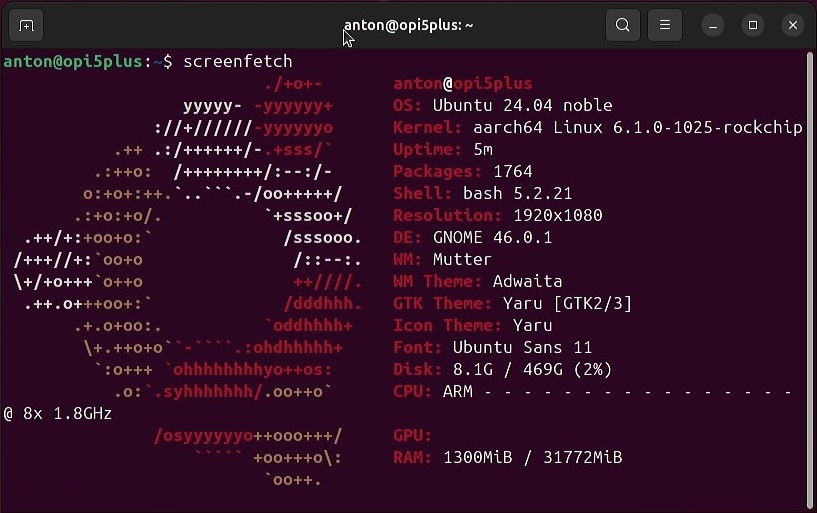 anton@opi5plus: ~
anton@opi5plus:~$ screenfetch
                          ./+o+-       anton@opi5plus
                  yyyyy- -yyyyyy+      OS: Ubuntu 24.04 noble
               ://+//////-yyyyyyo      Kernel: aarch64 Linux 6.1.0-1025-rockchip
           .++ .:/++++++/-.+sss/`      Uptime: 5m
         .:++o:  /++++++++/:--:/-      Packages: 1764
        o:+o+:++.`..```.-/oo+++++/     Shell: bash 5.2.21
       .:+o:+o/.          `+sssoo+/    Resolution: 1920x1080
  .++/+:+oo+o:`             /sssooo.   DE: GNOME 46.0.1
 /+++//+:`oo+o               /::--:.   WM: Mutter
 \+/+o+++`o++o               ++////.   WM Theme: Adwaita
  .++.o+++oo+:`             /dddhhh.   GTK Theme: Yaru [GTK2/3]
       .+.o+oo:.          `oddhhhh+    Icon Theme: Yaru
        \+.++o+o``-````.:ohdhhhhh+     Font: Ubuntu Sans 11
         `:o+++ `ohhhhhhhhyo++os:      Disk: 8.1G / 469G (2%)
           .o:`.syhhhhhhh/.oo++o`      CPU: ARM - - - - - - - - - - - - - - - -
@ 8x 1.8GHz
               /osyyyyyyo++ooo+++/     GPU:
                   ````` +oo+++o\:     RAM: 1300MiB / 31772MiB
                          `oo++.